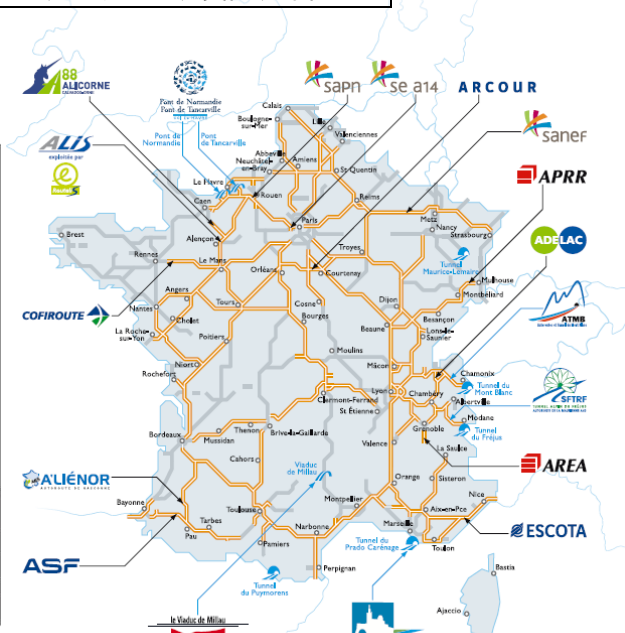 88
ALICORNE
Pont de Normandie
Pont de Tancarville
sapn
se a14
ARCOUR
sanef
ALiS
exploitée par
Routalis
APRR
ADELAC
ATMB
SFTRF
AREA
COFIROUTE
A'LIÉNOR
ASF
ESCOTA
Calais
Boulogne-
sur-Mer
Lille
Valenciennes
Abbeville
Neuchâtel-
en-Bray
Amiens
St Quentin
Pont de
Normandie
Pont
de Tancarville
Le Havre
Rouen
Caen
Reims
Paris
Metz
Nancy
Strasbourg
Brest
Alençon
Rennes
Le Mans
Troyes
Tunnel
Maurice-Lemaire
Orléans
Courtenay
Mulhouse
Montbéliard
Angers
Nantes
Cholet
Tours
Cosne
Bourges
Dijon
Besançon
Beaune
Lons-le-
Saunier
La Roche-
sur-Yon
Poitiers
Moulins
Niort
Rochefort
Mâcon
Chamonix
Tunnel du
Mont Blanc
Lyon
Chambéry
Albertville
Clermont-Ferrand
St Étienne
Modane
Tunnel
du Fréjus
Grenoble
Bordeaux
Mussidan
Thenon
Brive-la-Gaillarde
Valence
La Saulce
Cahors
Viaduc
de Millau
Orange
Sisteron
Bayonne
Toulouse
Montpellier
Nice
Aix-en-Pce
Pau
Tarbes
Narbonne
Marseille
Toulon
Pamiers
Tunnel du
Prado Carénage
Perpignan
Tunnel
du Puymorens
Bastia
Ajaccio
le Viaduc de Millau